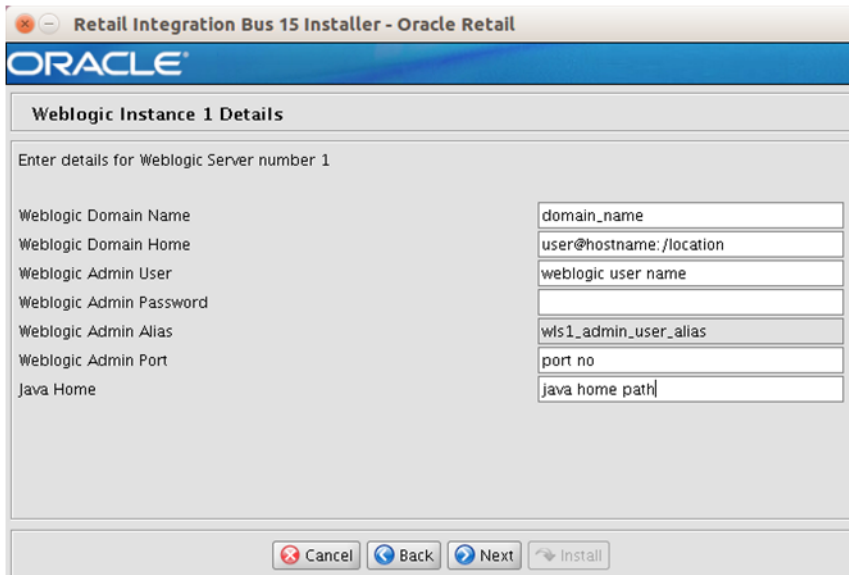 Retail Integration Bus 15 Installer - Oracle Retail
ORACLE®
Weblogic Instance 1 Details
Enter details for Weblogic Server number 1
Weblogic Domain Name domain_name
Weblogic Domain Home user@hostname:/location
Weblogic Admin User weblogic user name
Weblogic Admin Password
Weblogic Admin Alias wls1_admin_user_alias
Weblogic Admin Port port no
Java Home java home path
Cancel Back Next Install